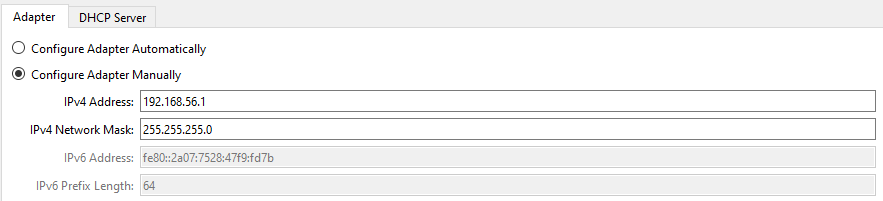 Adapter
DHCP Server
Configure Adapter Automatically
Configure Adapter Manually
IPv4 Address: 192.168.56.1
IPv4 Network Mask: 255.255.255.0
IPv6 Address: fe80::2a07:7528:47f9:fd7b
IPv6 Prefix Length: 64